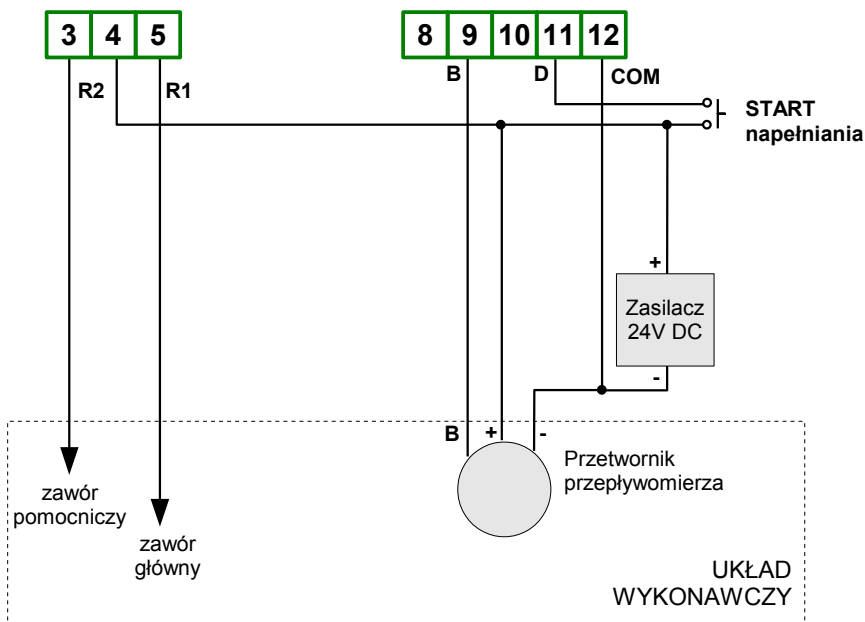 3 4 5
8 9 10 11 12
R2
R1
B
D
COM
START
napełniania
+
Zasilacz
24V DC
-
B
+
-
Przetwornik
przepływomierza
zawór
pomocniczy
zawór
główny
UKŁAD
WYKONAWCZY